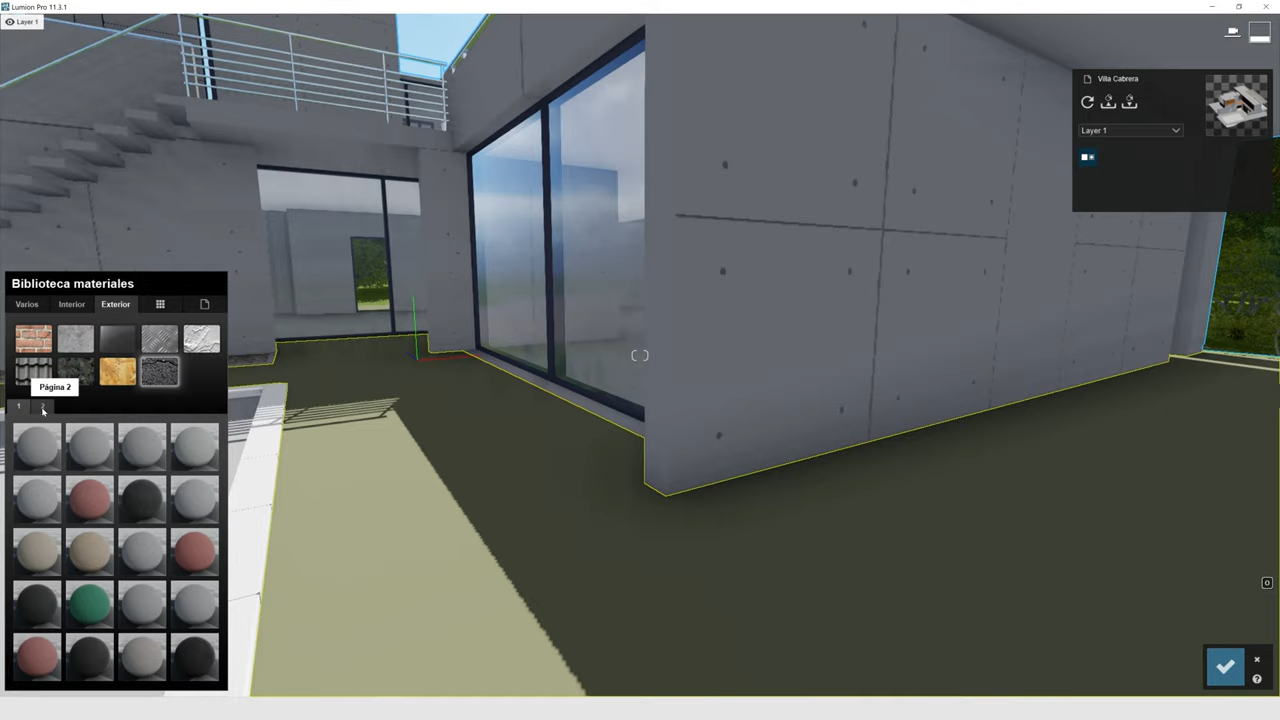 Lumion Pro 11.3.1
Layer 1
Villa Cabrera
Layer 1
Biblioteca materiales
Varios
Interior
Exterior
Página 2
1
2